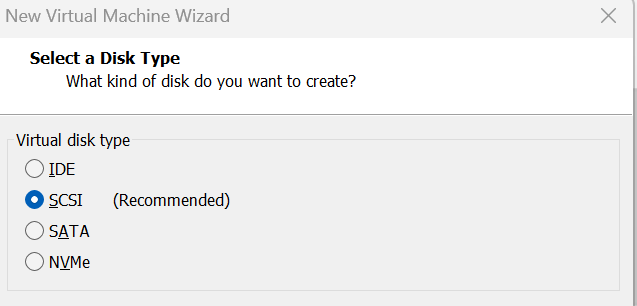 New Virtual Machine Wizard
Select a Disk Type
What kind of disk do you want to create?
Virtual disk type
IDE
SCSI (Recommended)
SATA
NVMe